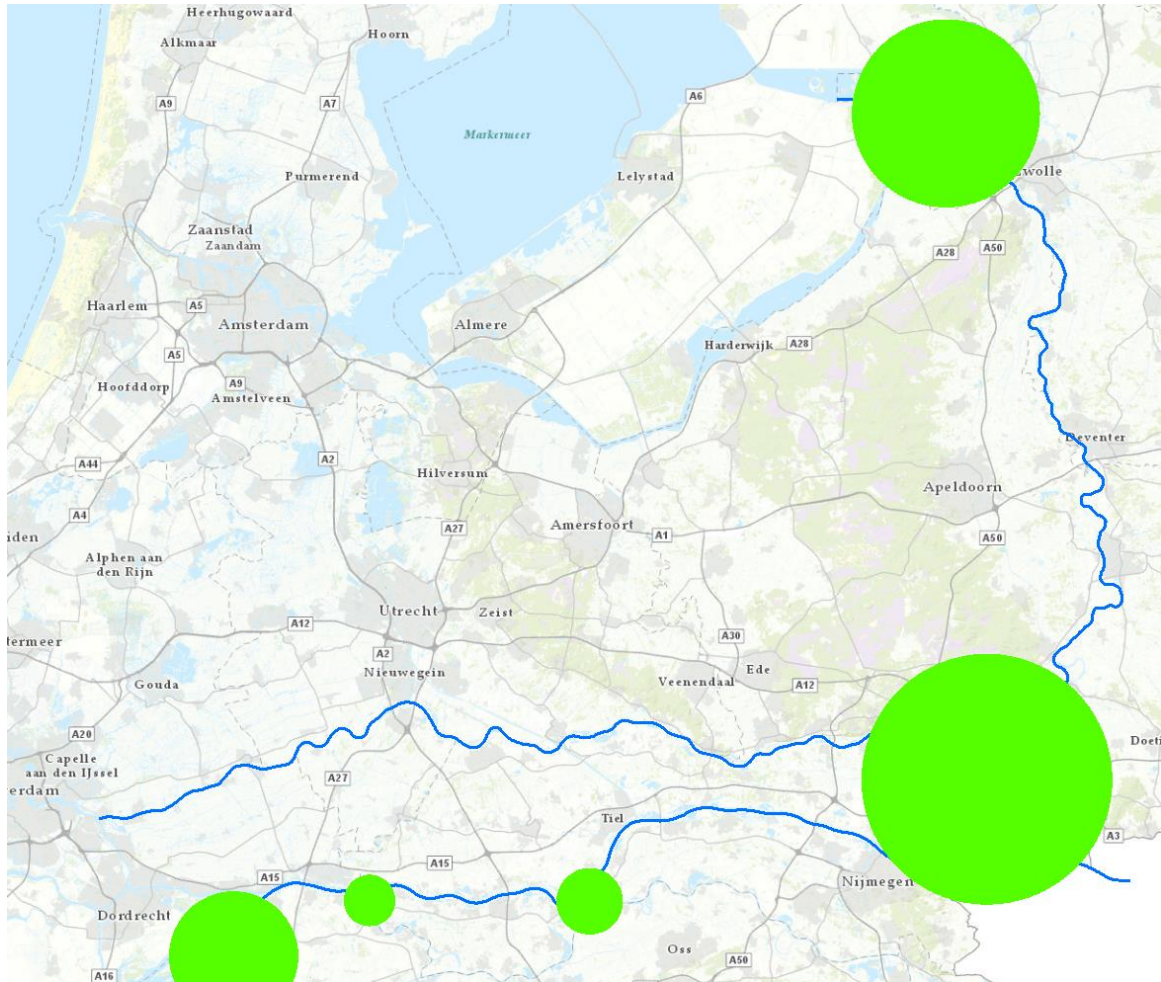 Heerhugowaard
Hoorn
Alkmaar
A6
A9
A7
Markermeer
Purmerend
Lelystad
Zwolle
Zaanstad
Zaandam
A28
A50
Haarlem
A5
Amsterdam
Almere
Harderwijk
A28
A5
Hoofddorp
A9
Amstelveen
Deventer
A44
A2
Hilversum
Apeldoorn
A4
A27
Amersfoort
A1
A50
iden
Alphen aan
den Rijn
Utrecht
Zeist
A12
A30
termeer
A2
Nieuwegein
Ede
Veenendaal
A12
Gouda
A20
Doeti
Capelle
aan den IJssel
erdam
A27
Tiel
A3
A15
A15
Nijmegen
Dordrecht
Oss
A50
A16